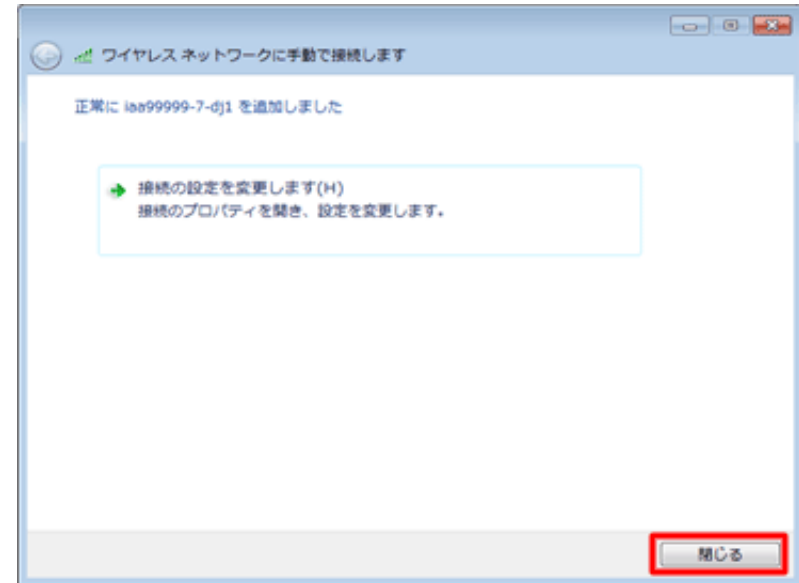 ワイヤレス ネットワークに手動で接続します
正常に iaa99999-7-dj1 を追加しました
接続の設定を変更します(H)
接続のプロパティを開き、設定を変更します。
閉じる